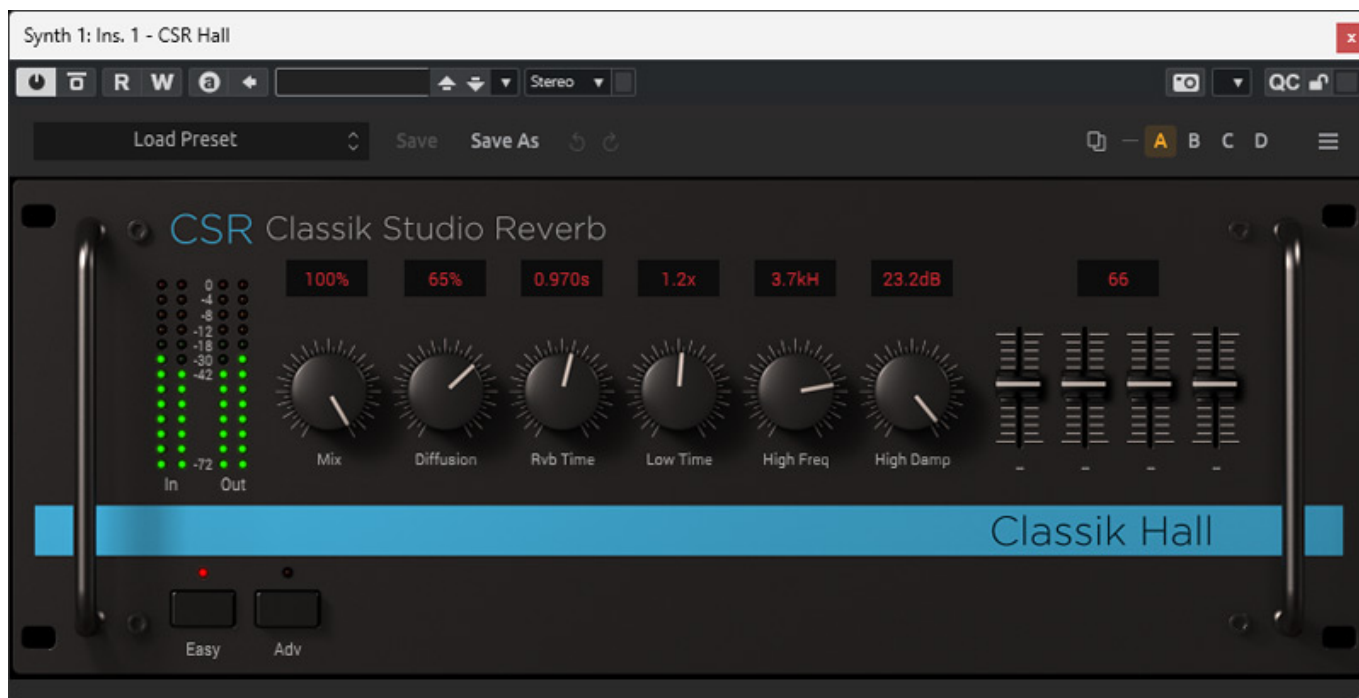 Synth 1: Ins. 1 - CSR Hall
x
R W a Stereo QC
Load Preset Save Save As A B C D
CSR Classik Studio Reverb
100% 65% 0.970s 1.2x 3.7kH 23.2dB 66
0
-4
-8
-12
-18
-30
-42
-72
Mix Diffusion Rvb Time Low Time High Freq High Damp - - - -
In Out
Classik Hall
Easy Adv